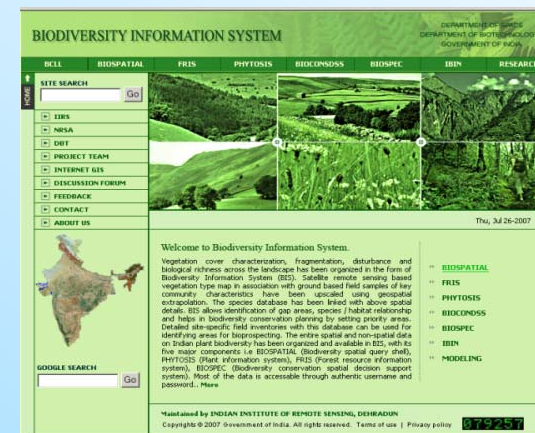 BIODIVERSITY INFORMATION SYSTEM
DEPARTMENT OF SPACE
DEPARTMENT OF BIOTECHNOLOG
GOVERNMENT OF INDIA
BCLL BIOSPATIAL FRIS PHYTOSIS BIOCONSDSS BIOSPEC IBIN RESEARC
HOME
SITE SEARCH
Go
IIRS
NRSA
DBT
PROJECT TEAM
INTERNET GIS
DISCUSSION FORUM
FEEDBACK
CONTACT
ABOUT US
Thu, Jul 26-2007
Welcome to Biodiversity Information System.
Vegetation cover characterization, fragmentation, disturbance and
biological richness across the landscape has been organized in the form of
Biodiversity Information System (BIS). Satellite remote sensing based
vegetation type map in association with ground based field samples of key
community characteristics have been upscaled using geospatial
extrapolation. The species database has been linked with above spatial
details. BIS allows identification of gap areas, species / habitat relationship
and helps in biodiversity conservation planning by setting priority areas.
Detailed site-specific field inventories with this database can be used for
identifying areas for bioprospecting. The entire spatial and non-spatial data
on Indian plant biodiversity has been organized and available in BIS, with its
five major components i.e BIOSPATIAL (Biodiversity spatial query shell),
PHYTOSIS (Plant information system), FRIS (Forest resource information
system), BIOSPEC (Biodiversity conservation spatial decision support
system). Most of the data is accessable through authentic username and
password.. More
BIOSPATIAL
FRIS
PHYTOSIS
BIOCONDSS
BIOSPEC
IBIN
MODELING
GOOGLE SEARCH
Go
Maintained by INDIAN INSTITUTE OF REMOTE SENSING, DEHRADUN
Copyrights © 2007 Government of India. All rights reserved. Terms of use | Privacy policy
079257